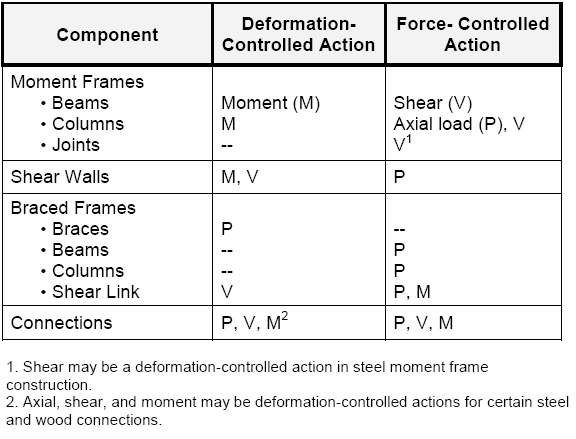 Component Deformation- Controlled Action Force- Controlled Action
Moment Frames
• Beams Moment (M) Shear (V)
• Columns M Axial load (P), V
• Joints -- V1
Shear Walls M, V P
Braced Frames
• Braces P --
• Beams -- P
• Columns -- P
• Shear Link V P, M
Connections P, V, M2 P, V, M
1. Shear may be a deformation-controlled action in steel moment frame
construction.
2. Axial, shear, and moment may be deformation-controlled actions for certain steel
and wood connections.